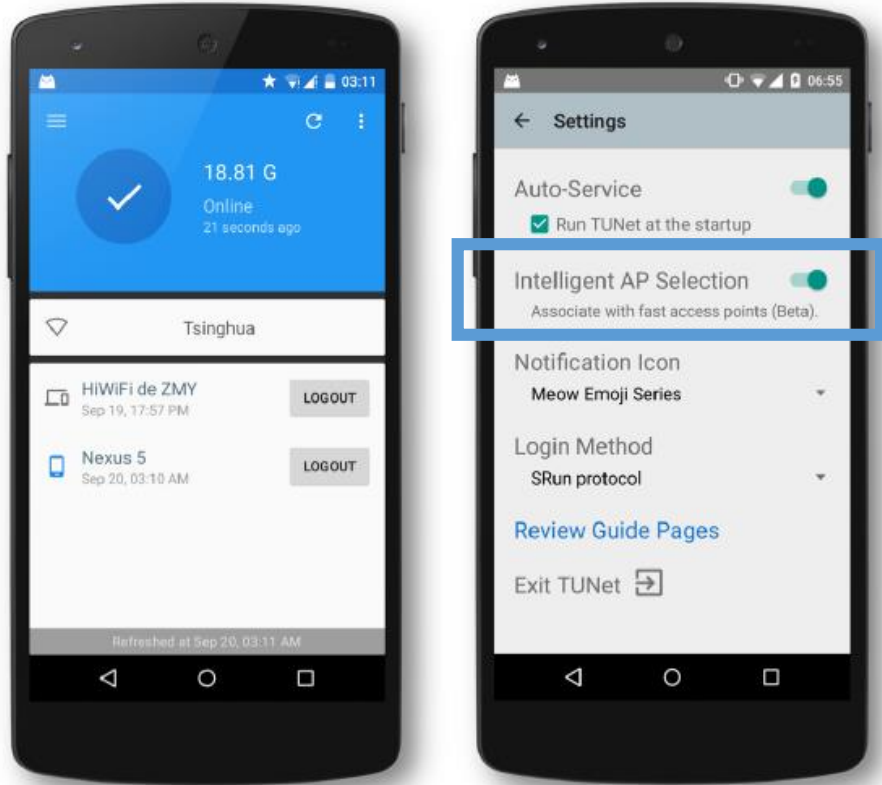 03:11
18.81 G
Online
21 seconds ago
Tsinghua
HiWiFi de ZMY
Sep 19, 17:57 PM
LOGOUT
Nexus 5
Sep 20, 03:10 AM
LOGOUT
Refreshed at Sep 20, 03:11 AM
06:55
Settings
Auto-Service
Run TUNet at the startup
Intelligent AP Selection
Associate with fast access points (Beta).
Notification Icon
Meow Emoji Series
Login Method
SRun protocol
Review Guide Pages
Exit TUNet